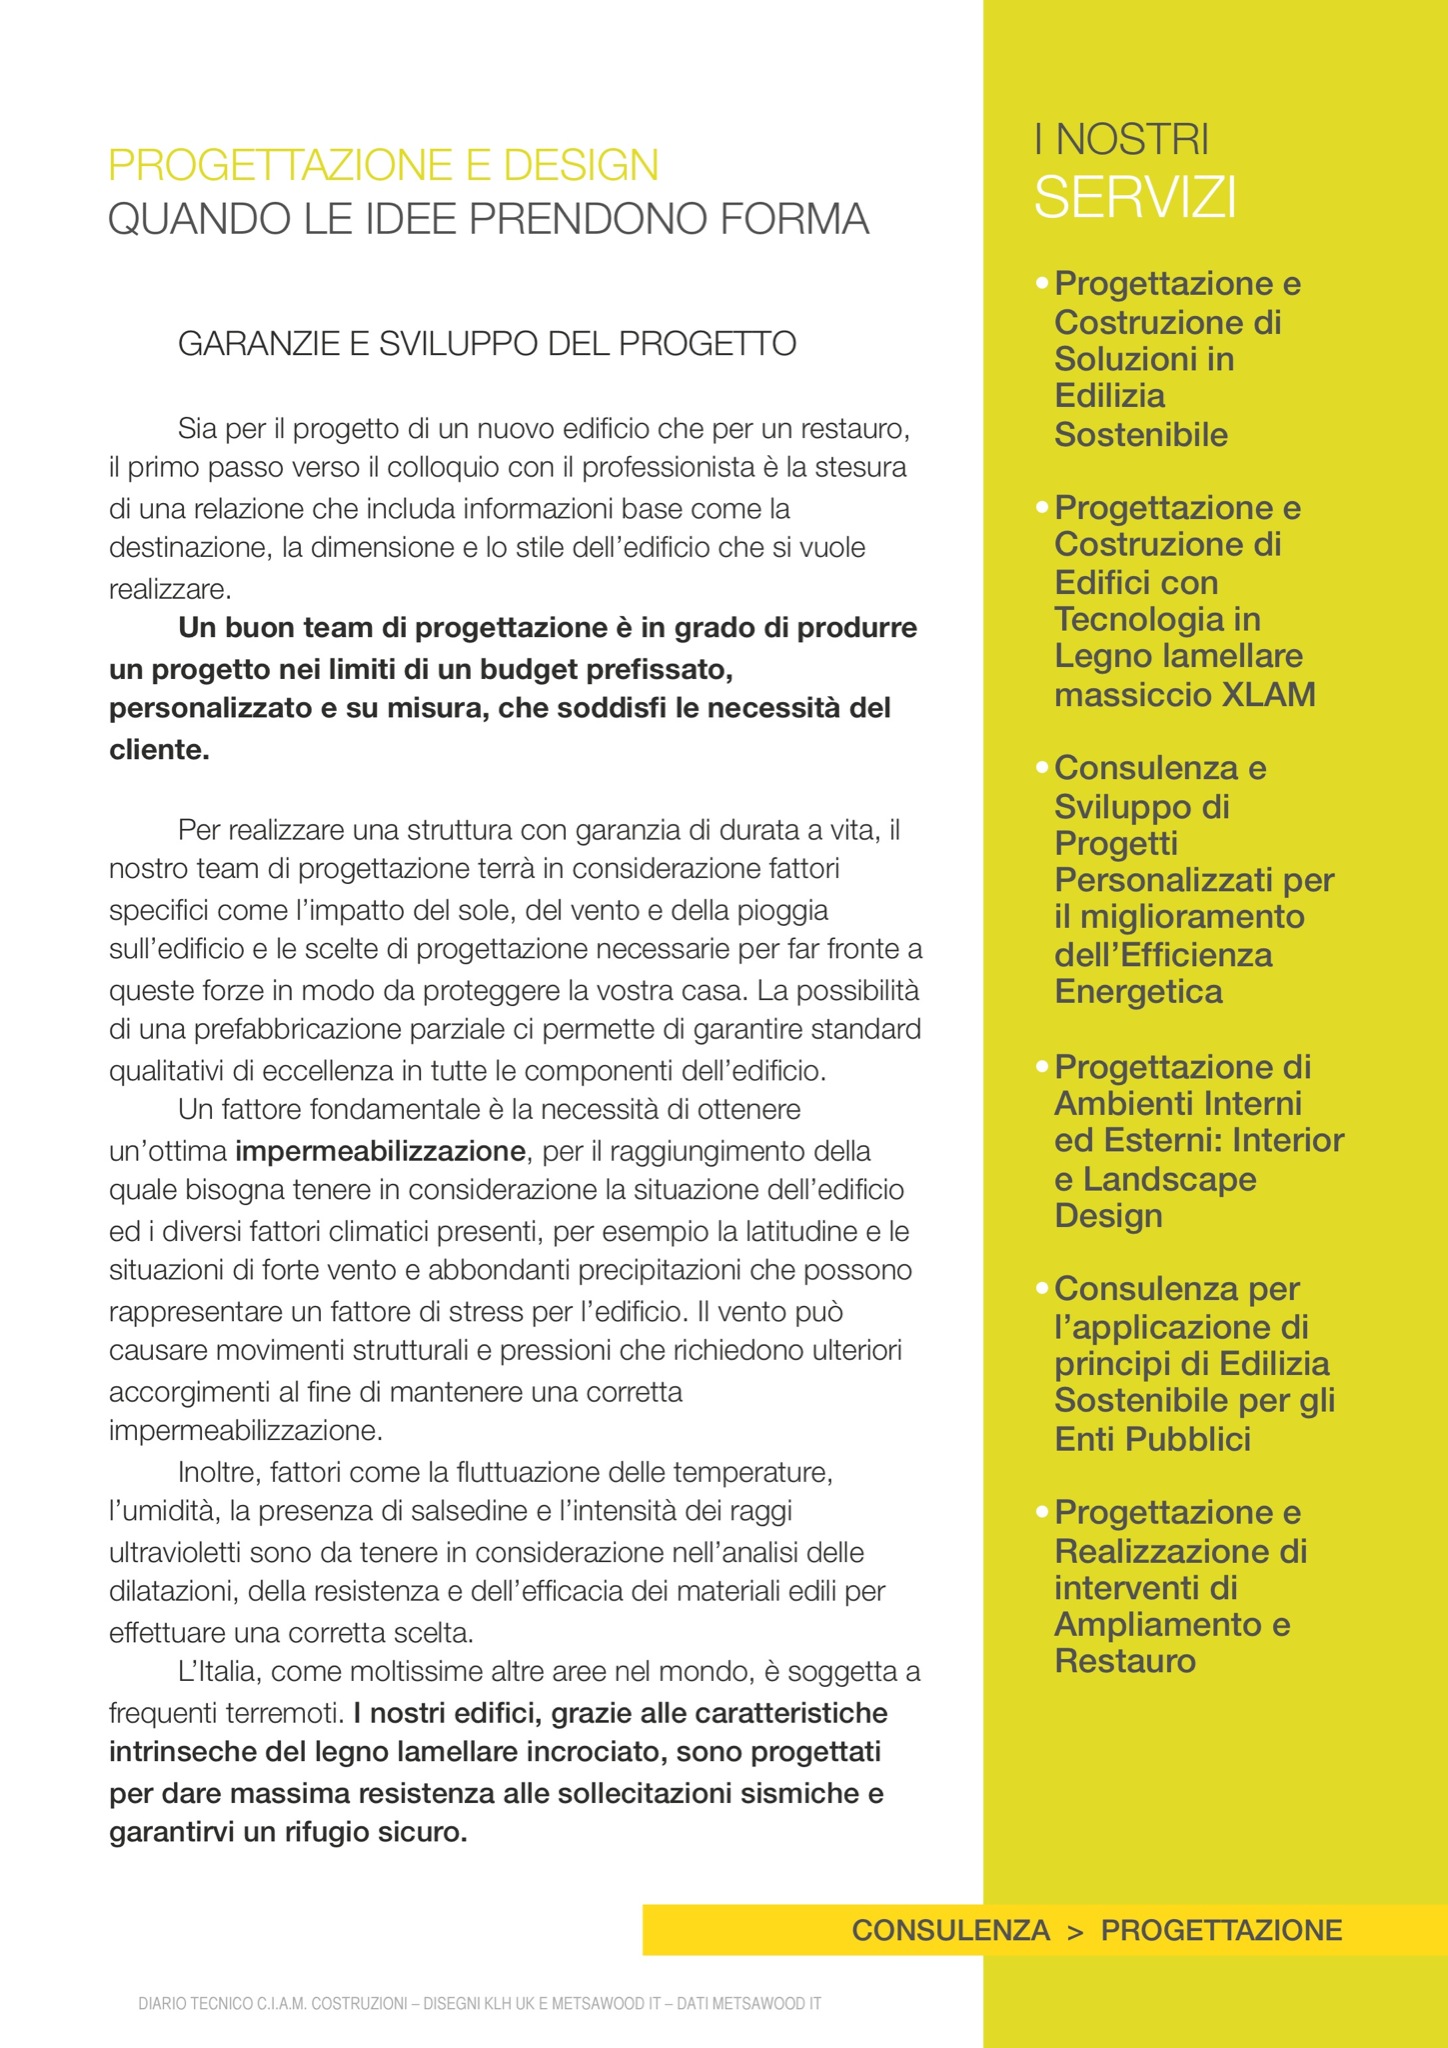 PROGETTAZIONE E DESIGN
QUANDO LE IDEE PRENDONO FORMA
GARANZIE E SVILUPPO DEL PROGETTO
Sia per il progetto di un nuovo edificio che per un restauro,
il primo passo verso il colloquio con il professionista è la stesura
di una relazione che includa informazioni base come la
destinazione, la dimensione e lo stile dell’edificio che si vuole
realizzare.
Un buon team di progettazione è in grado di produrre
un progetto nei limiti di un budget prefissato,
personalizzato e su misura, che soddisfi le necessità del
cliente.
Per realizzare una struttura con garanzia di durata a vita, il
nostro team di progettazione terrà in considerazione fattori
specifici come l’impatto del sole, del vento e della pioggia
sull’edificio e le scelte di progettazione necessarie per far fronte a
queste forze in modo da proteggere la vostra casa. La possibilità
di una prefabbricazione parziale ci permette di garantire standard
qualitativi di eccellenza in tutte le componenti dell’edificio.
Un fattore fondamentale è la necessità di ottenere
un’ottima impermeabilizzazione, per il raggiungimento della
quale bisogna tenere in considerazione la situazione dell’edificio
ed i diversi fattori climatici presenti, per esempio la latitudine e le
situazioni di forte vento e abbondanti precipitazioni che possono
rappresentare un fattore di stress per l’edificio. Il vento può
causare movimenti strutturali e pressioni che richiedono ulteriori
accorgimenti al fine di mantenere una corretta
impermeabilizzazione.
Inoltre, fattori come la fluttuazione delle temperature,
l’umidità, la presenza di salsedine e l’intensità dei raggi
ultravioletti sono da tenere in considerazione nell’analisi delle
dilatazioni, della resistenza e dell’efficacia dei materiali edili per
effettuare una corretta scelta.
L’Italia, come moltissime altre aree nel mondo, è soggetta a
frequenti terremoti. I nostri edifici, grazie alle caratteristiche
intrinseche del legno lamellare incrociato, sono progettati
per dare massima resistenza alle sollecitazioni sismiche e
garantirvi un rifugio sicuro.
I NOSTRI
SERVIZI
•Progettazione e
Costruzione di
Soluzioni in
Edilizia
Sostenibile
•Progettazione e
Costruzione di
Edifici con
Tecnologia in
Legno lamellare
massiccio XLAM
•Consulenza e
Sviluppo di
Progetti
Personalizzati per
il miglioramento
dell’Efficienza
Energetica
•Progettazione di
Ambienti Interni
ed Esterni: Interior
e Landscape
Design
•Consulenza per
l’applicazione di
principi di Edilizia
Sostenibile per gli
Enti Pubblici
•Progettazione e
Realizzazione di
interventi di
Ampliamento e
Restauro
CONSULENZA > PROGETTAZIONE
DIARIO TECNICO C.I.A.M. COSTRUZIONI – DISEGNI KLH UK E METSAWOOD IT – DATI METSAWOOD IT